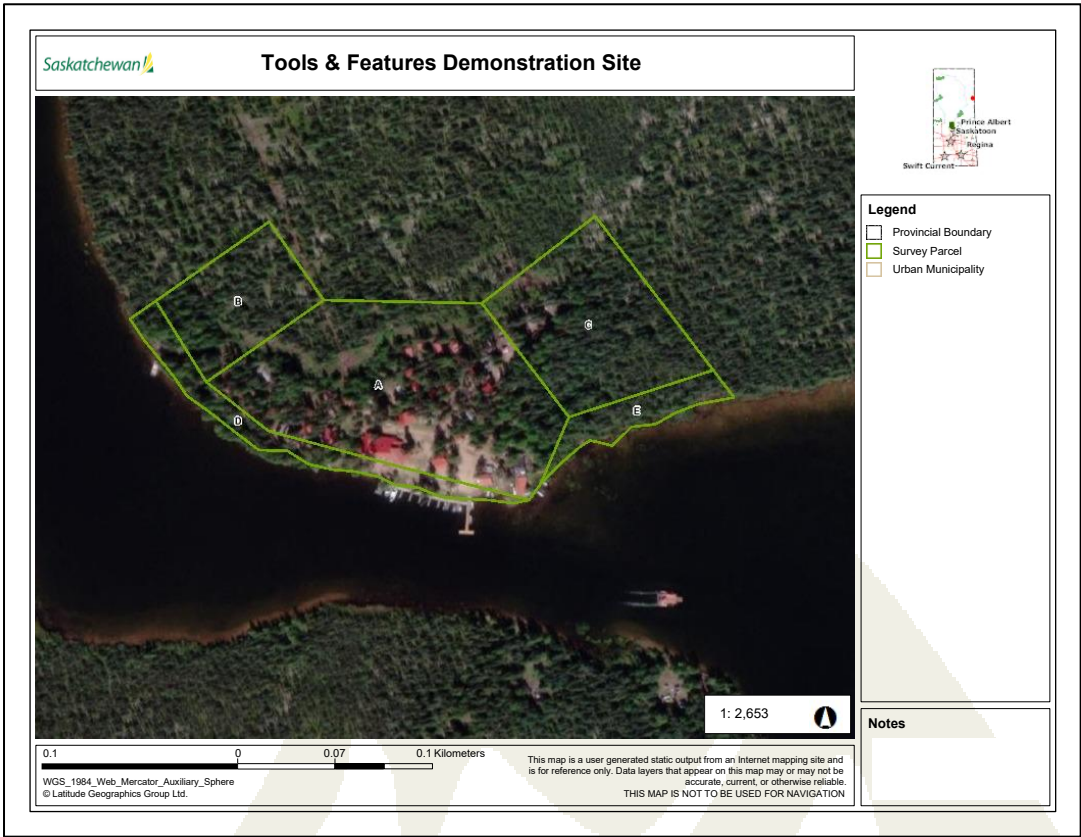 Saskatchewan
Tools & Features Demonstration Site
Prince Albert
Saskatoon
Regina
Swift Current
Legend
Provincial Boundary
Survey Parcel
Urban Municipality
B
C
A
E
D
1: 2,653
Notes
0.1 0 0.07 0.1 Kilometers
WGS_1984_Web_Mercator_Auxiliary_Sphere
© Latitude Geographics Group Ltd.
This map is a user generated static output from an Internet mapping site and
is for reference only. Data layers that appear on this map may or may not be
accurate, current, or otherwise reliable.
THIS MAP IS NOT TO BE USED FOR NAVIGATION